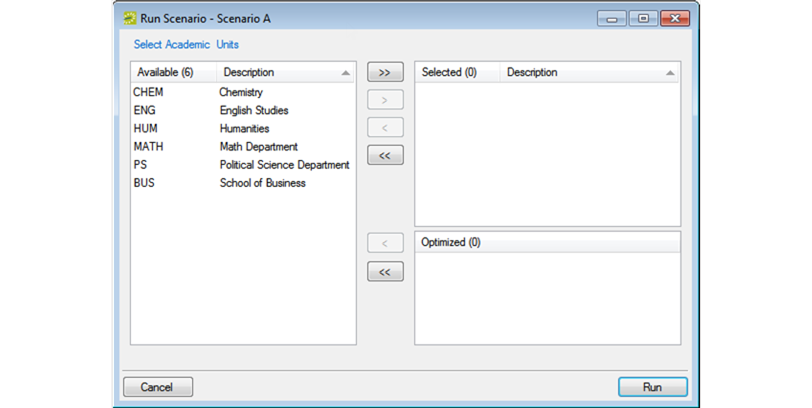 Run Scenario - Scenario A
Select Academic Units
Available (6) Description
CHEM Chemistry
ENG English Studies
HUM Humanities
MATH Math Department
PS Political Science Department
BUS School of Business
>>
>
<
<<
Selected (0) Description
<
<<
Optimized (0)
Cancel
Run